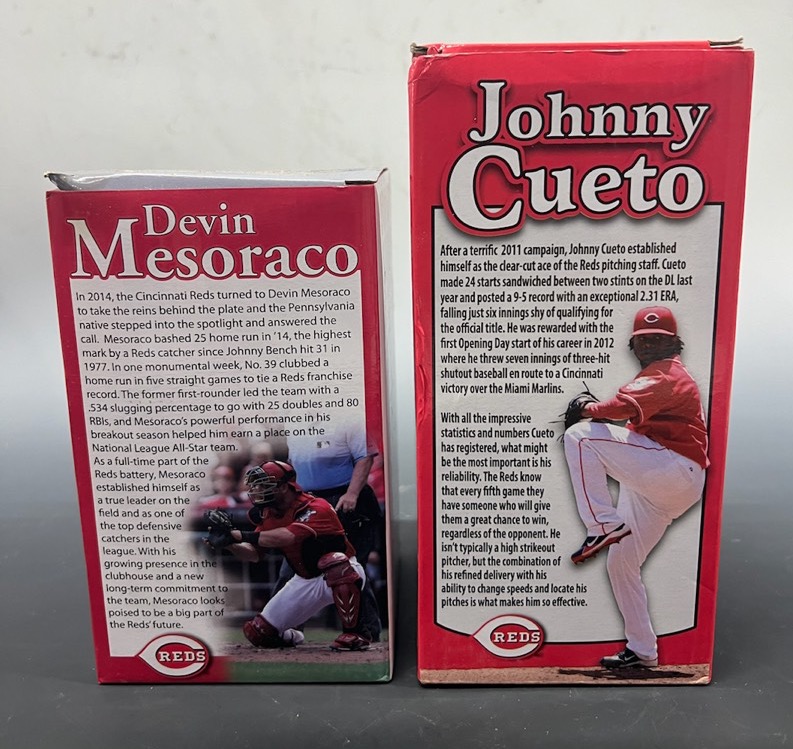 Devin
Mesoraco
In 2014, the Cincinnati Reds turned to Devin Mesoraco
to take the reins behind the plate and the Pennsylvania
native stepped into the spotlight and answered the
call. Mesoraco bashed 25 home run in '14, the highest
mark by a Reds catcher since Johnny Bench hit 31 in
1977. In one monumental week, No. 39 clubbed a
home run in five straight games to tie a Reds franchise
record. The former first-rounder led the team with a
.534 slugging percentage to go with 25 doubles and 80
RBIs, and Mesoraco's powerful performance in his
breakout season helped him earn a place on the
National League All-Star team.
As a full-time part of the
Reds battery, Mesoraco
established himself as
a true leader on the
field and as one of
the top defensive
catchers in the
league. With his
growing presence in the
clubhouse and a new
long-term commitment to
the team, Mesoraco looks
poised to be a big part of
the Reds' future.
REDS
Johnny
Cueto
After a terrific 2011 campaign, Johnny Cueto established
himself as the clear-cut ace of the Reds pitching staff. Cueto
made 24 starts sandwiched between two stints on the DL last
year and posted a 9-5 record with an exceptional 2.31 ERA,
falling just six innings shy of qualifying for
the official title. He was rewarded with the
first Opening Day start of his career in 2012
where he threw seven innings of three-hit
shutout baseball en route to a Cincinnati
victory over the Miami Marlins.
With all the impressive
statistics and numbers Cueto
has registered, what might
be the most important is his
reliability. The Reds know
that every fifth game they
have someone who will give
them a great chance to win,
regardless of the opponent. He
isn't typically a high strikeout
pitcher, but the combination of
his refined delivery with his
ability to change speeds and locate his
pitches is what makes him so effective.
REDS